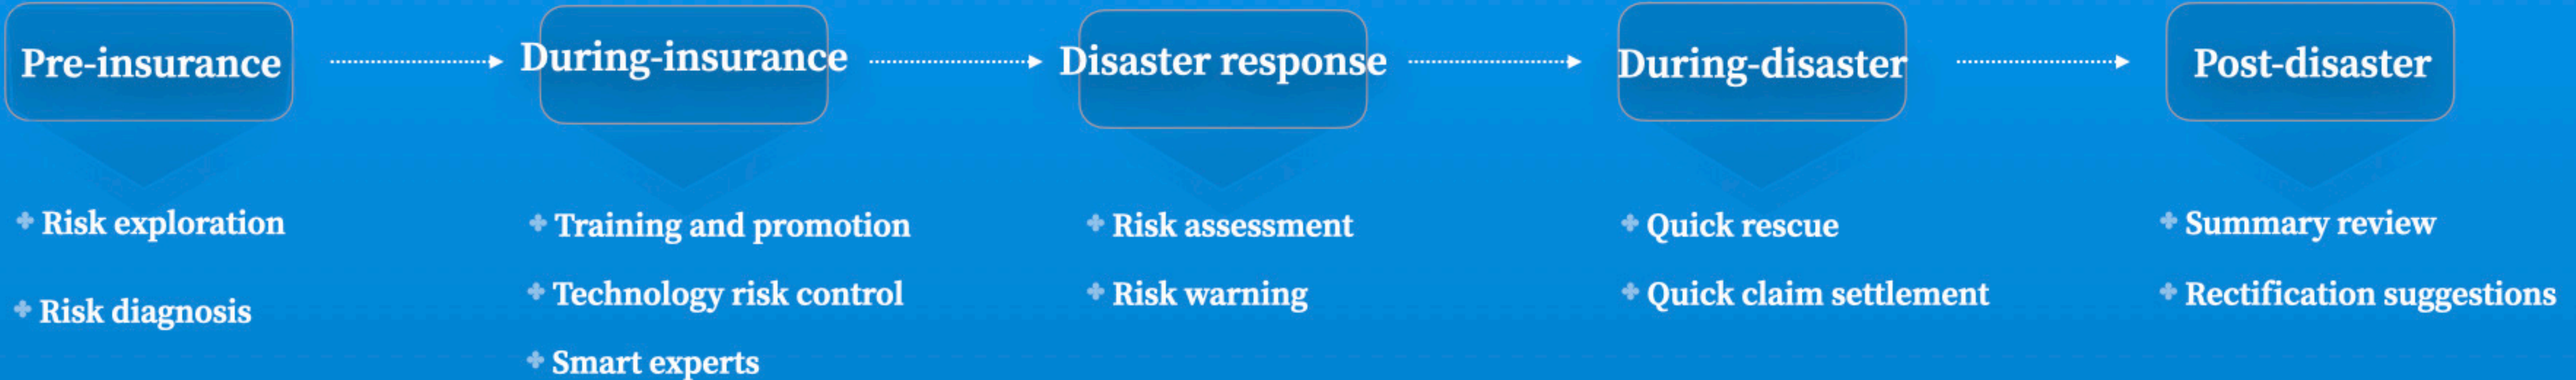 Pre-insurance
During-insurance
Disaster response
During-disaster
Post-disaster
Risk exploration
Risk diagnosis
Training and promotion
Technology risk control
Smart experts
Risk assessment
Risk warning
Quick rescue
Quick claim settlement
Summary review
Rectification suggestions